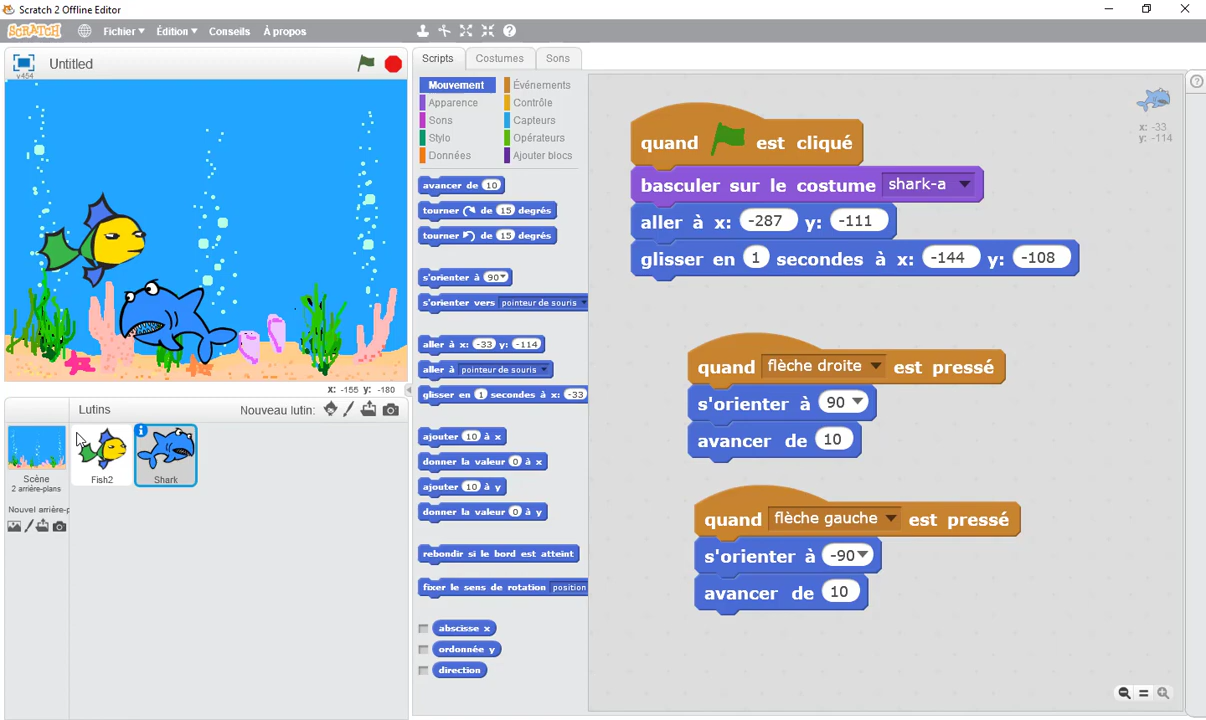 Scratch 2 Offline Editor
SCRATCH Fichier Édition Conseils À propos
v454 Untitled
Scripts Costumes Sons
Mouvement Événements
Apparence Contrôle
Sons Capteurs
Stylo Opérateurs
Données Ajouter blocs
avancer de 10
tourner de 15 degrés
tourner de 15 degrés
s'orienter à 90
s'orienter vers pointeur de souris
aller à x: -33 y: -114
aller à pointeur de souris
glisser en 1 secondes à x: -33
ajouter 10 à x
donner la valeur 0 à x
ajouter 10 à y
donner la valeur 0 à y
rebondir si le bord est atteint
fixer le sens de rotation position
abscisse x
ordonnée y
direction
quand est cliqué
basculer sur le costume shark-a
aller à x: -287 y: -111
glisser en 1 secondes à x: -144 y: -108
quand flèche droite est pressé
s'orienter à 90
avancer de 10
quand flèche gauche est pressé
s'orienter à -90
avancer de 10
x: -33
y: -114
x: -155 y: -180
Lutins Nouveau lutin:
Scène
2 arrière-plans
Fish2
Shark
Nouvel arrière-p